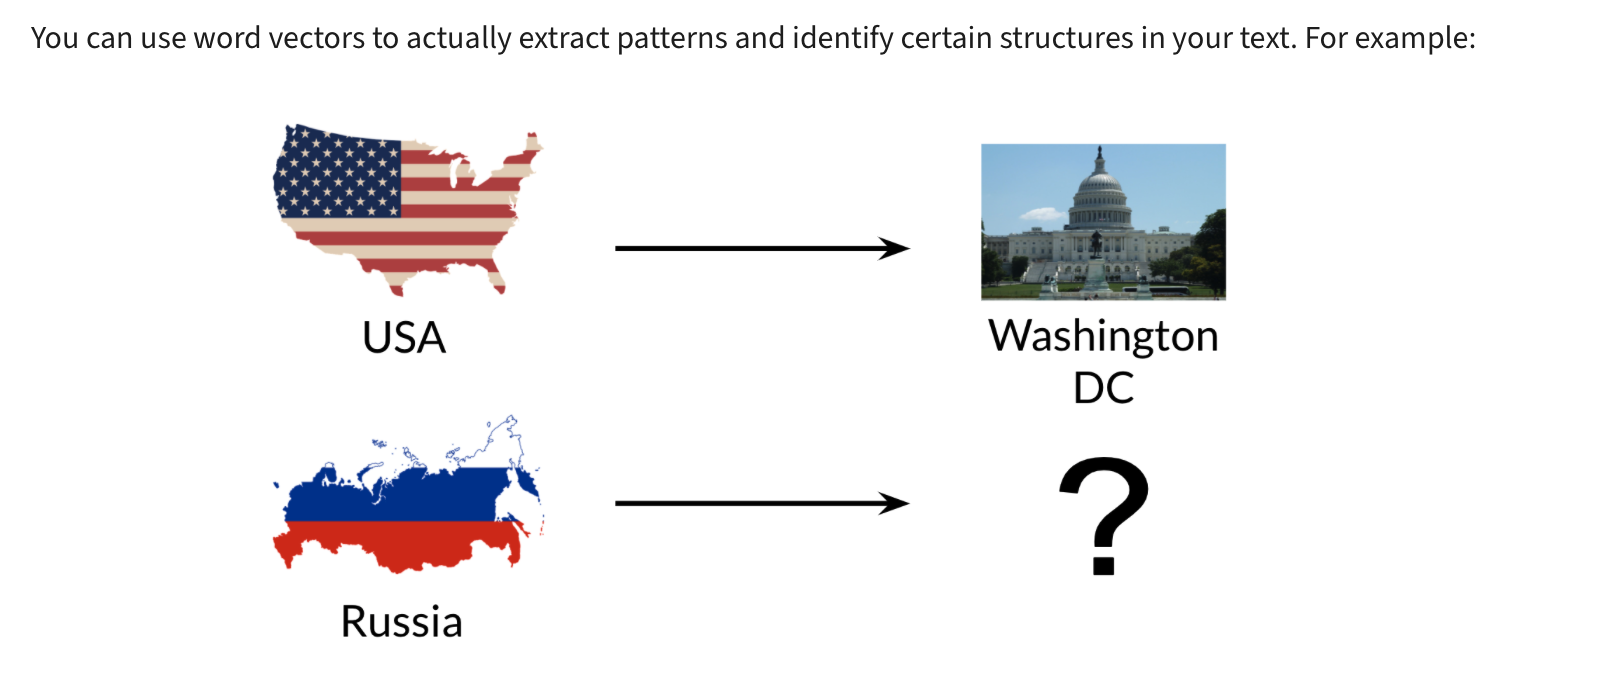 You can use word vectors to actually extract patterns and identify certain structures in your text. For example:
USA
Washington
DC
?
Russia